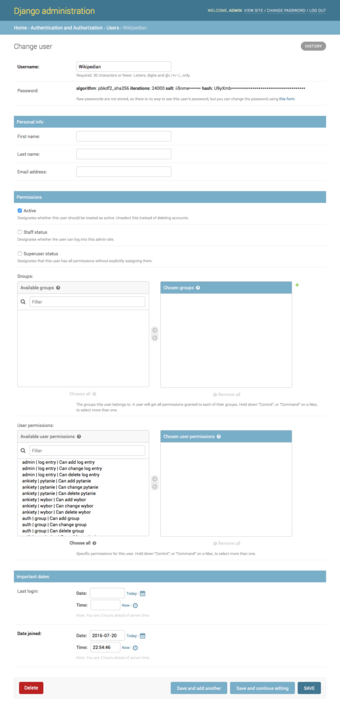 Django administration
WELCOME, ADMIN. VIEW SITE / CHANGE PASSWORD / LOG OUT
Home › Authentication and Authorization › Users › Wikipedian
Change user
HISTORY
Username:
Wikipedian
Required. 30 characters or fewer. Letters, digits and @/./+/-/_ only.
Password:
algorithm: pbkdf2_sha256 iterations: 24000
Raw passwords are not stored, so there is no way to see this user's password, but you can change the password using this form.
Personal info
First name:
Last name:
Email address:
Permissions
Active
Designates whether this user should be treated as active. Unselect this instead of deleting accounts.
Staff status
Designates whether the user can log into this admin site.
Superuser status
Designates that this user has all permissions without explicitly assigning them.
Groups:
Available groups
Chosen groups
Filter
Choose all
Remove all
The groups this user belongs to. A user will get all permissions granted to each of their groups. Hold down "Control", or "Command" on a Mac, to select more than one.
User permissions:
Available user permissions
Chosen user permissions
Filter
admin | log entry | Can add log entry
admin | log entry | Can change log entry
admin | log entry | Can delete log entry
ankiety | pytanie | Can add pytanie
ankiety | pytanie | Can change pytanie
ankiety | pytanie | Can delete pytanie
ankiety | wybor | Can add wybor
ankiety | wybor | Can change wybor
ankiety | wybor | Can delete wybor
auth | group | Can add group
auth | group | Can change group
auth | group | Can delete group
Choose all
Remove all
Specific permissions for this user. Hold down "Control", or "Command" on a Mac, to select more than one.
Important dates
Last login:
Date:
Today
Time:
Now
Note: You are 2 hours ahead of server time.
Date joined:
Date:
2016-07-20
Today
Time:
22:54:46
Now
Note: You are 2 hours ahead of server time.
Delete
Save and add another
Save and continue editing
SAVE